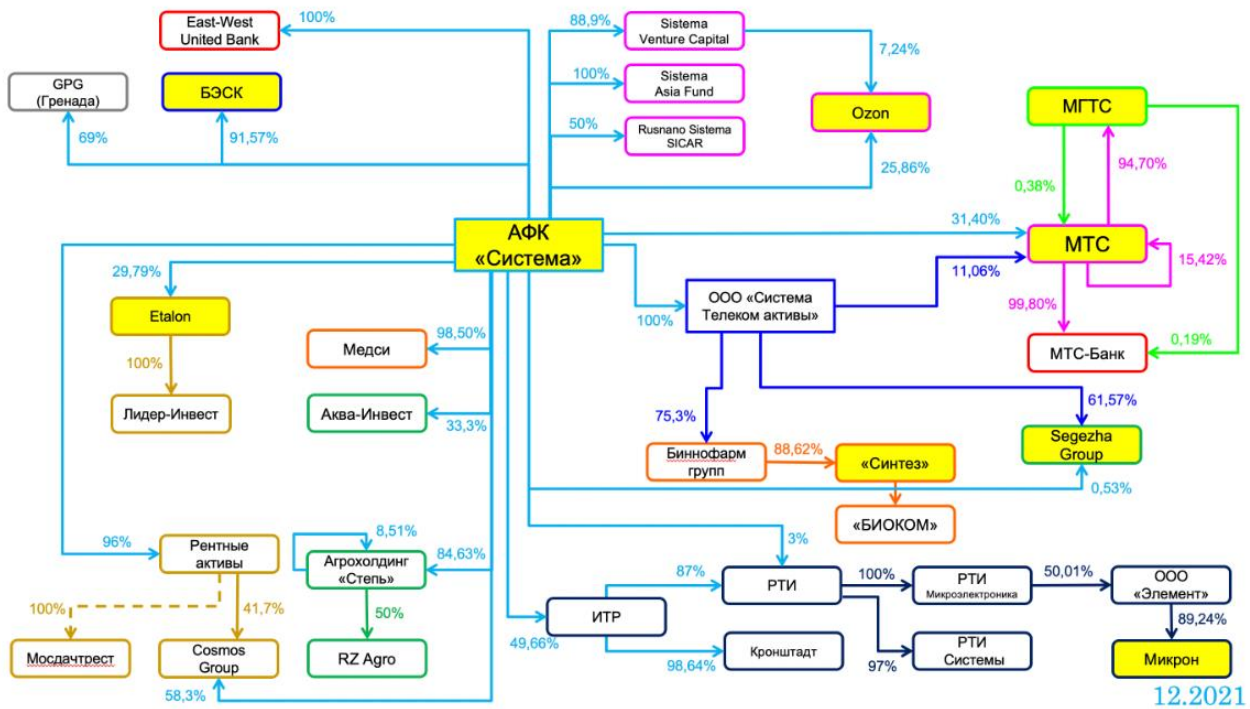 East-West
United Bank
100%
88,9%
Sistema
Venture Capital
7,24%
GPG
(Гренада)
БЭСК
100%
Sistema
Asia Fund
Ozon
МГТС
69%
91,57%
50%
Rusnano Sistema
SICAR
25,86%
0,38%
94,70%
АФК
«Система»
31,40%
МТС
29,79%
11,06%
15,42%
Etalon
100%
ООО «Система
Телеком активы»
99,80%
Медси
98,50%
МТС-Банк
0,19%
100%
Лидер-Инвест
Аква-Инвест
33,3%
75,3%
61,57%
Биннофарм
групп
88,62%
«Синтез»
Segezha
Group
0,53%
«БИОКОМ»
96%
Рентные
активы
8,51%
Агрохолдинг
«Степь»
84,63%
3%
87%
РТИ
100%
РТИ
Микроэлектроника
50,01%
ООО
«Элемент»
100%
41,7%
50%
ИТР
89,24%
Мосдачтрест
Cosmos
Group
RZ Agro
49,66%
98,64%
Кронштадт
97%
РТИ
Системы
Микрон
58,3%
12.2021